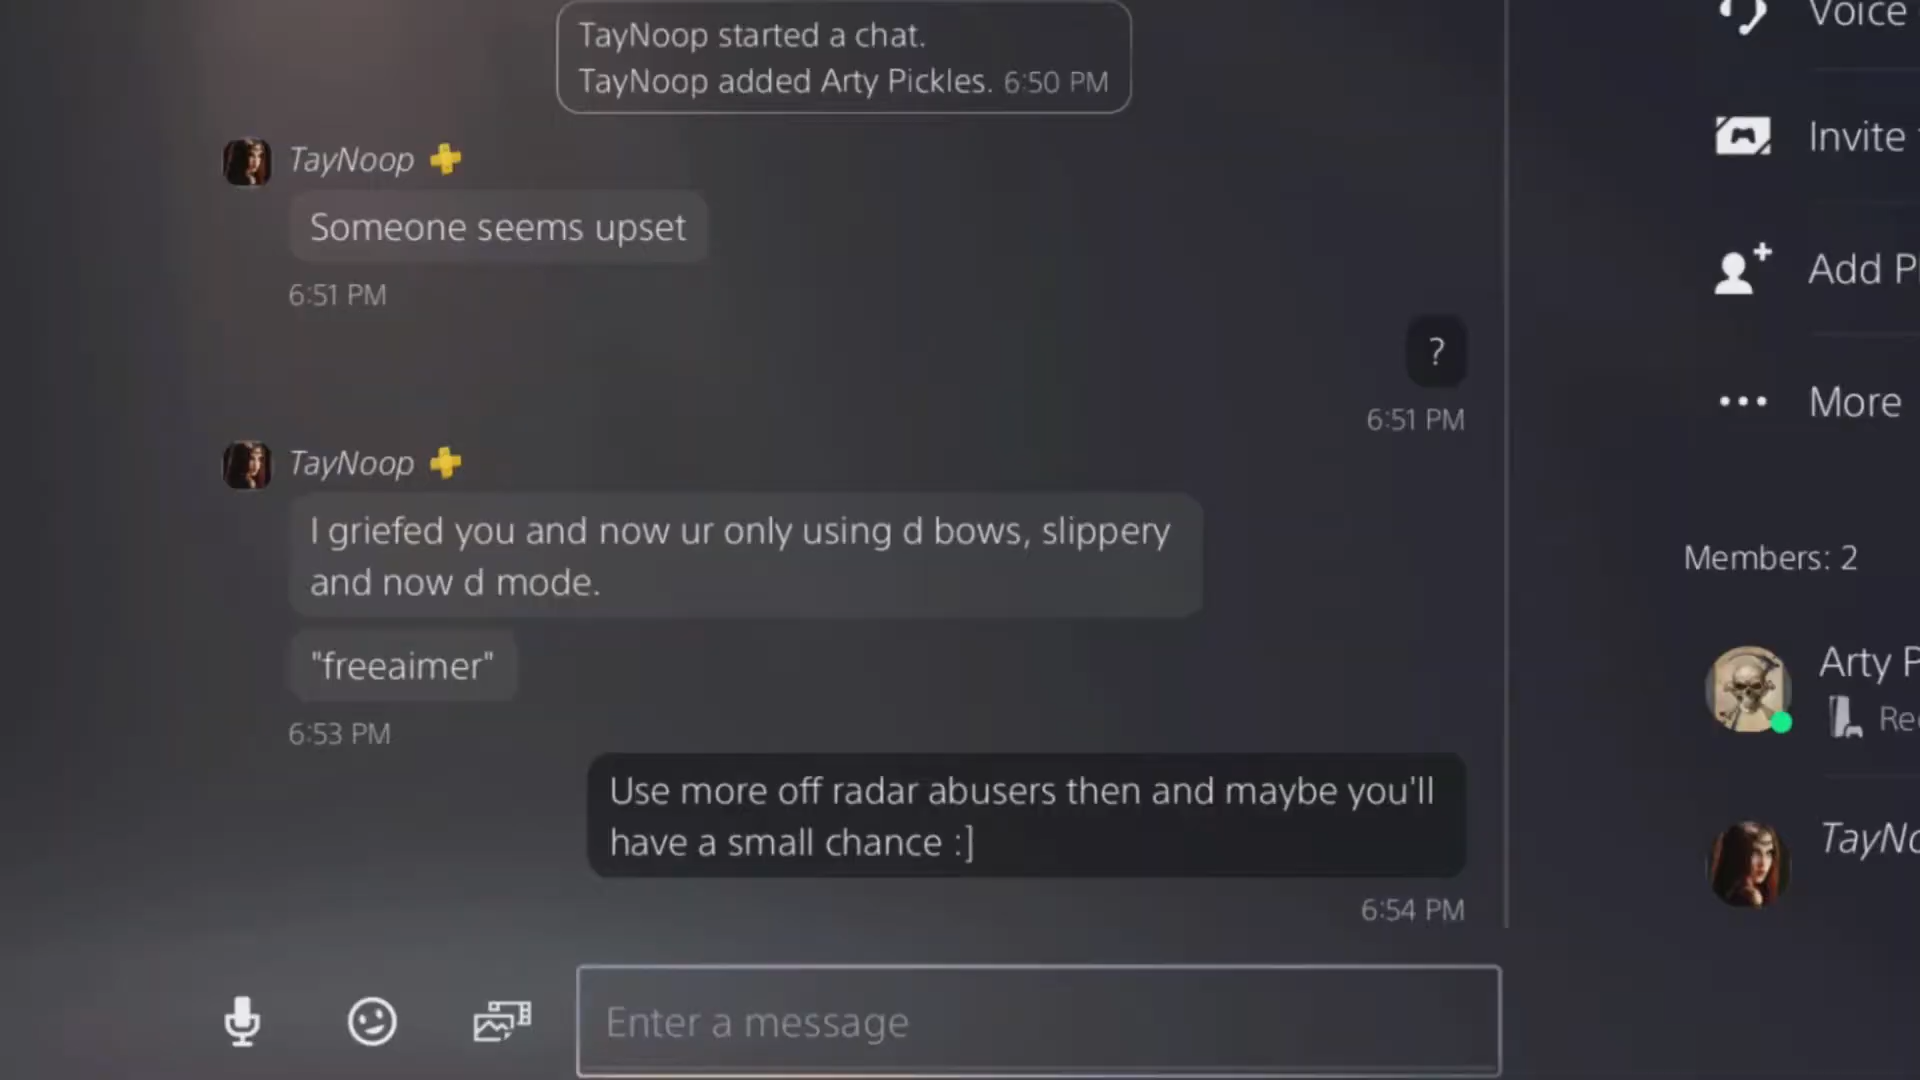 TayNoop started a chat.
TayNoop added Arty Pickles. 6:50 PM
TayNoop
Someone seems upset
6:51 PM
?
6:51 PM
TayNoop
I griefed you and now ur only using d bows, slippery
and now d mode.
"freeaimer"
6:53 PM
Use more off radar abusers then and maybe you'll
have a small chance :]
6:54 PM
Enter a message
Voice
Invite
Add P
More
Members: 2
Arty P
Re
TayNo